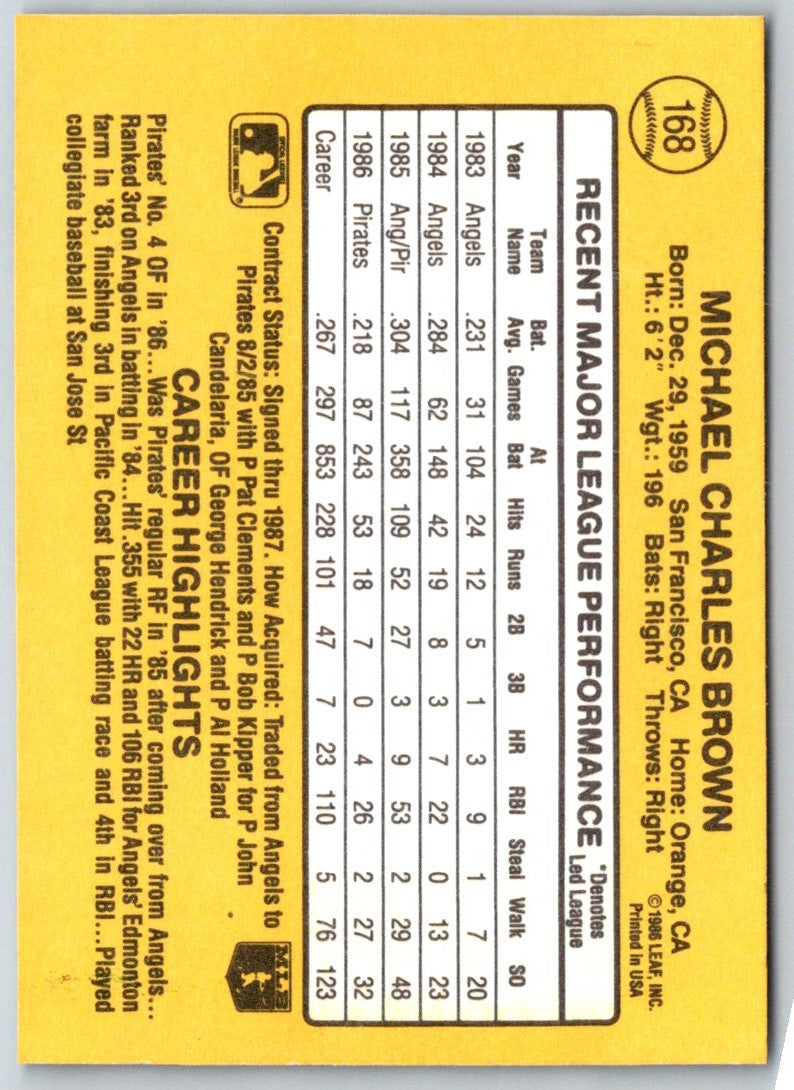 168
MICHAEL CHARLES BROWN
Born: Dec. 29, 1959 San Francisco, CA Home: Orange, CA
Ht.: 6'2" Wgt.: 196 Bats: Right Throws: Right
©1986 LEAF, INC.
Printed in USA
RECENT MAJOR LEAGUE PERFORMANCE *Denotes Led League
Year Team Name Bat. Avg. Games At Bat Hits Runs 2B 3B HR RBI Steal Walk SO
1983 Angels .231 31 104 24 12 5 1 3 9 1 7 20
1984 Angels .284 62 148 42 19 8 3 7 22 0 13 23
1985 Ang/Pir .304 117 358 109 52 27 3 9 53 2 29 48
1986 Pirates .218 87 243 53 18 7 0 4 26 2 27 32
Career .267 297 853 228 101 47 7 23 110 5 76 123
Contract Status: Signed thru 1987. How Acquired: Traded from Angels to
Pirates 8/2/85 with P Pat Clements and P Bob Kipper for P John
Candelaria, OF George Hendrick and P Al Holland
MLB
CAREER HIGHLIGHTS
Pirates' No. 4 OF in '86... Was Pirates' regular RF in '85 after coming over from Angels...
Ranked 3rd on Angels in batting in '84... Hit .355 with 22 HR and 106 RBI for Angels' Edmonton
farm in '83, finishing 3rd in Pacific Coast League batting race and 4th in RBI... Played
collegiate baseball at San Jose St